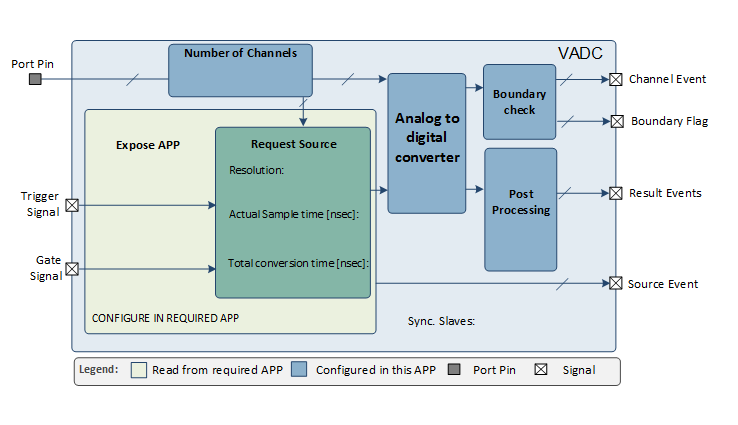 VADC
Number of Channels
Port Pin
Channel Event
Boundary
check
Analog to
digital
converter
Boundary Flag
Expose APP
Request Source
Resolution:
Trigger
Signal
Actual Sample time [nsec]:
Post
Processing
Result Events
Gate
Signal
Total conversion time [nsec]:
Source Event
CONFIGURE IN REQUIRED APP
Sync. Slaves:
Legend:
Read from required APP
Configured in this APP
Port Pin
Signal